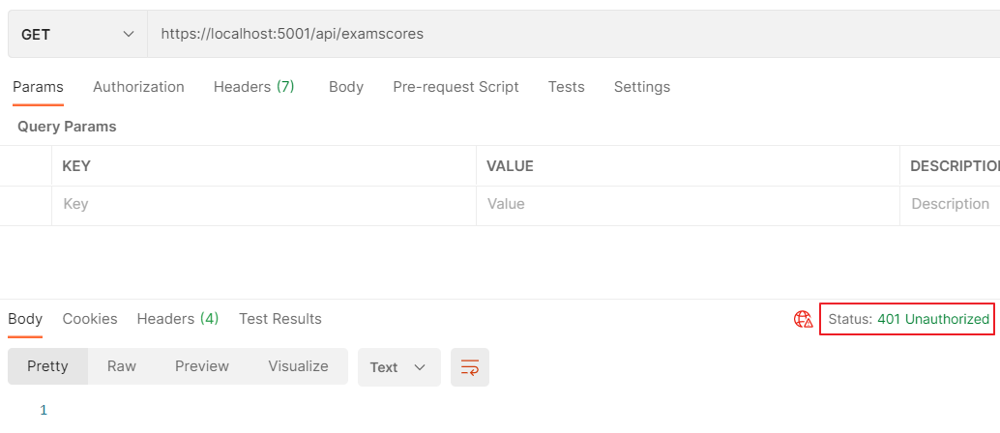 GET https://localhost:5001/api/examscores
Params Authorization Headers (7) Body Pre-request Script Tests Settings
Query Params
KEY VALUE DESCRIPTIO
Key Value Description
Body Cookies Headers (4) Test Results Status: 401 Unauthorized
Pretty Raw Preview Visualize Text
1